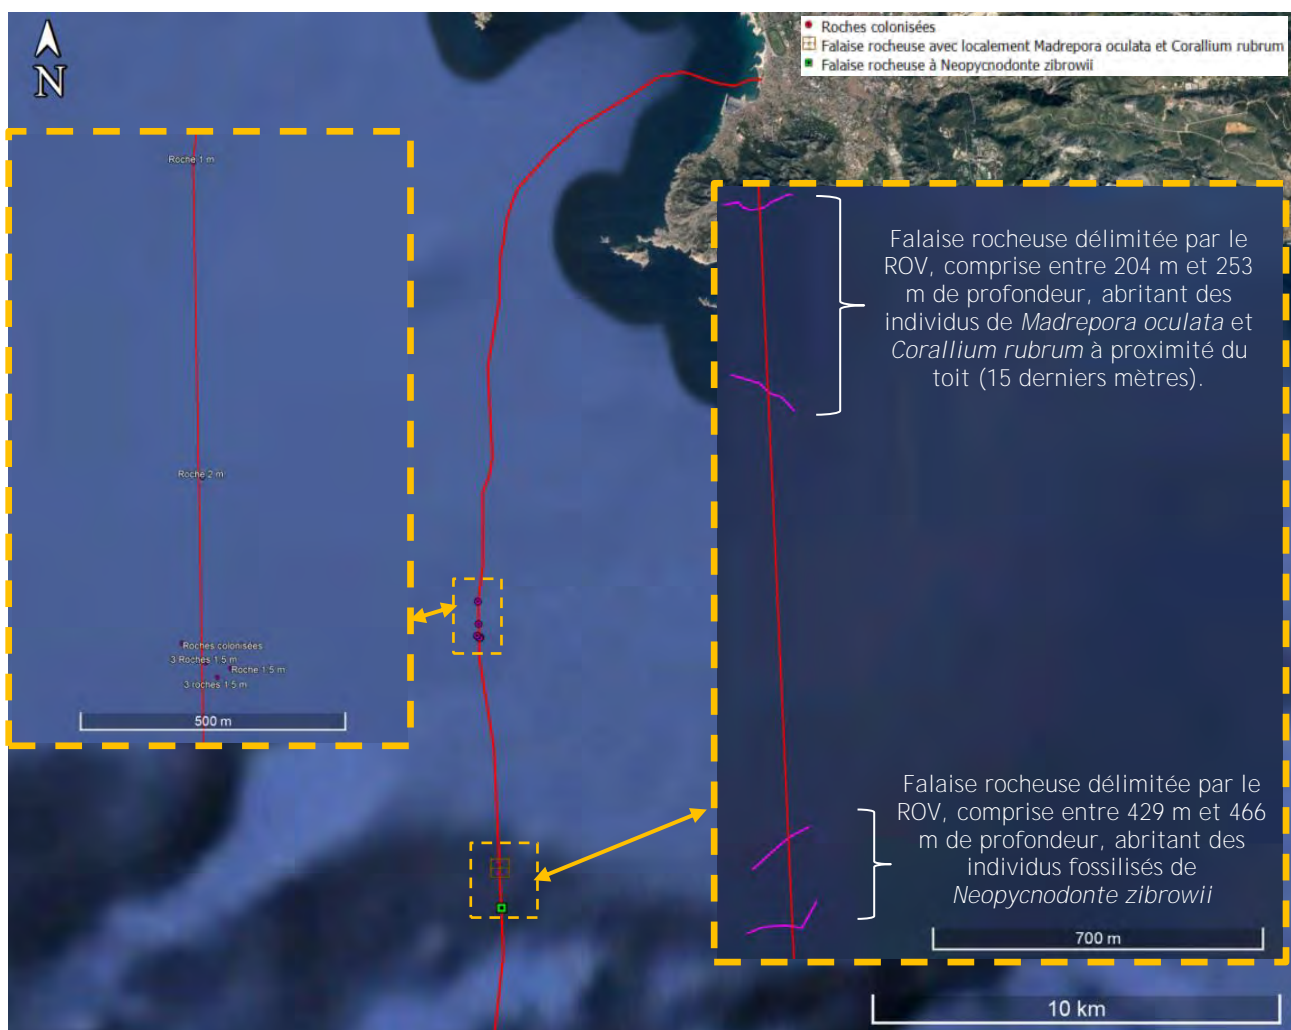 Roches colonisées
Falaise rocheuse avec localement Madrepora oculata et Corallium rubrum
Falaise rocheuse à Neopycnodonte zibrowii
N
Roche 1 m
Roche 2 m
Roches colonisées
3 Roches 1.5 m
Roche 1.5 m
3 roches 1.5 m
500 m
Falaise rocheuse délimitée par le
ROV, comprise entre 204 m et 253
m de profondeur, abritant des
individus de Madrepora oculata et
Corallium rubrum à proximité du
toit (15 derniers mètres).
Falaise rocheuse délimitée par le
ROV, comprise entre 429 m et 466
m de profondeur, abritant des
individus fossilisés de
Neopycnodonte zibrowii
700 m
10 km